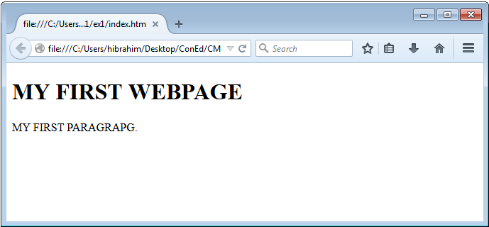 file:///C:/Users...1/ex1/index.htm
file:///C:/Users/hibrahim/Desktop/ConEd/CM
Search
MY FIRST WEBPAGE
MY FIRST PARAGRAPG.